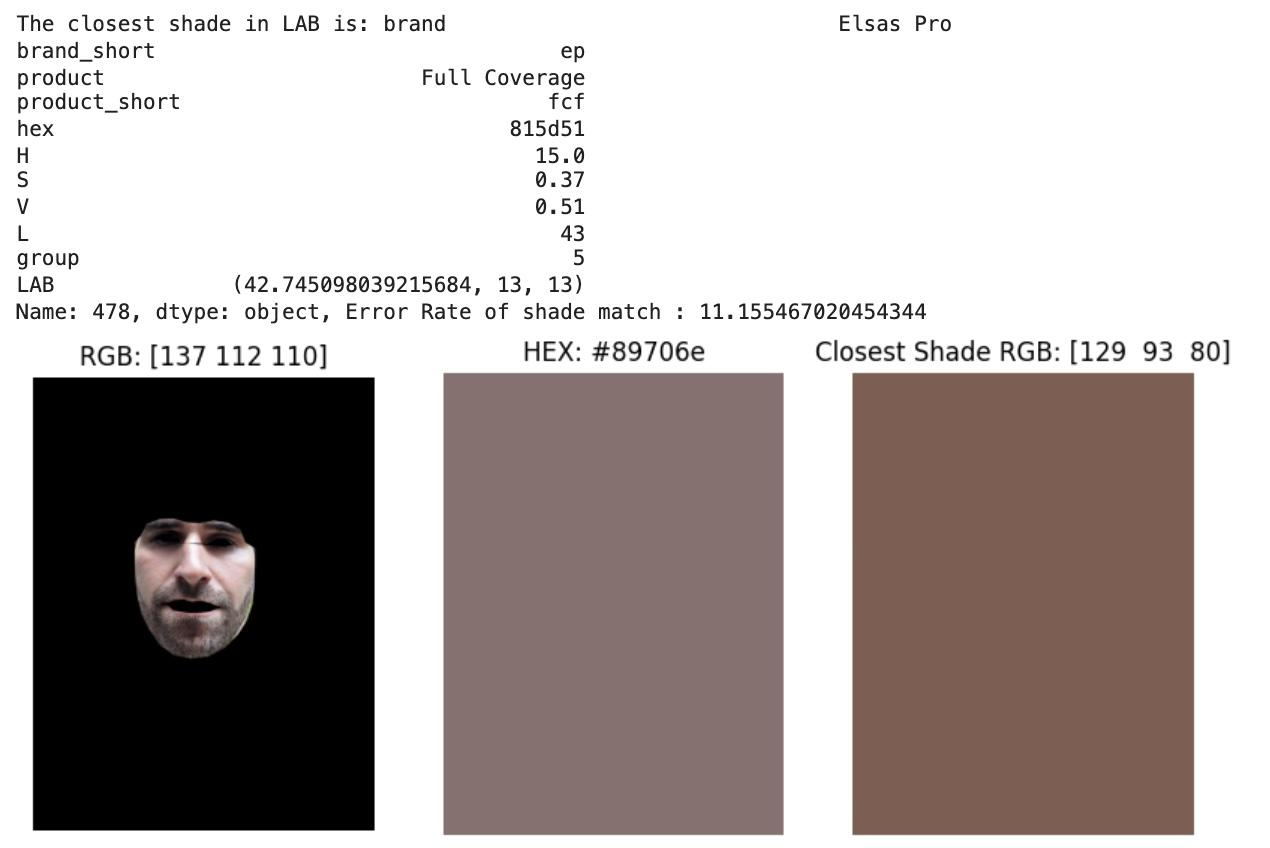 The closest shade in LAB is: brand Elsas Pro
brand_short ep
product Full Coverage
product_short fcf
hex 815d51
H 15.0
S 0.37
V 0.51
L 43
group 5
LAB (42.745098039215684, 13, 13)
Name: 478, dtype: object, Error Rate of shade match : 11.155467020454344
RGB: [137 112 110]
HEX: #89706e
Closest Shade RGB: [129 93 80]